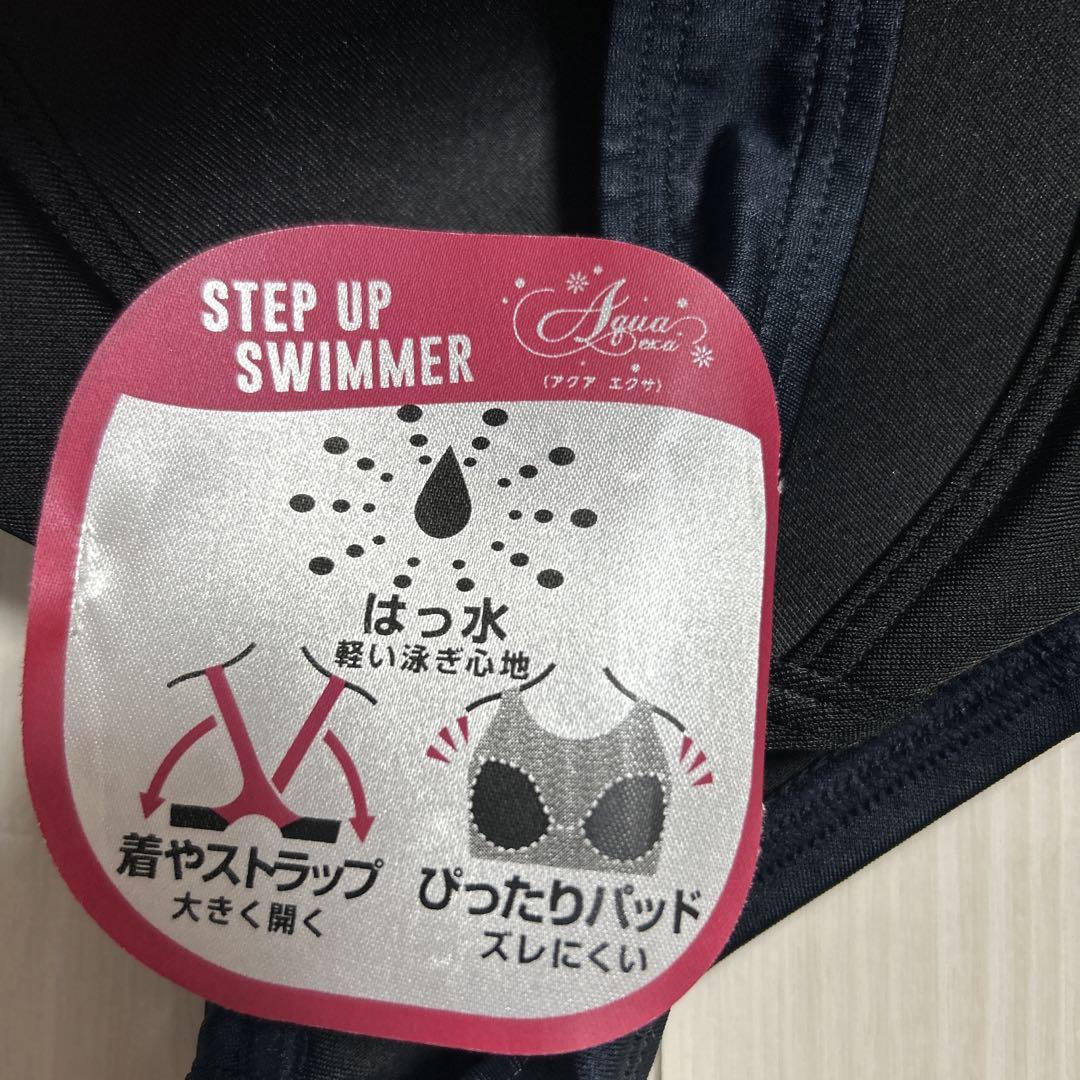 STEP UP
SWIMMER
Aqua
exa
(アクア エクサ)
はっ水
軽い泳ぎ心地
着やストラップ
大きく開く
ぴったりパッド
ズレにくい